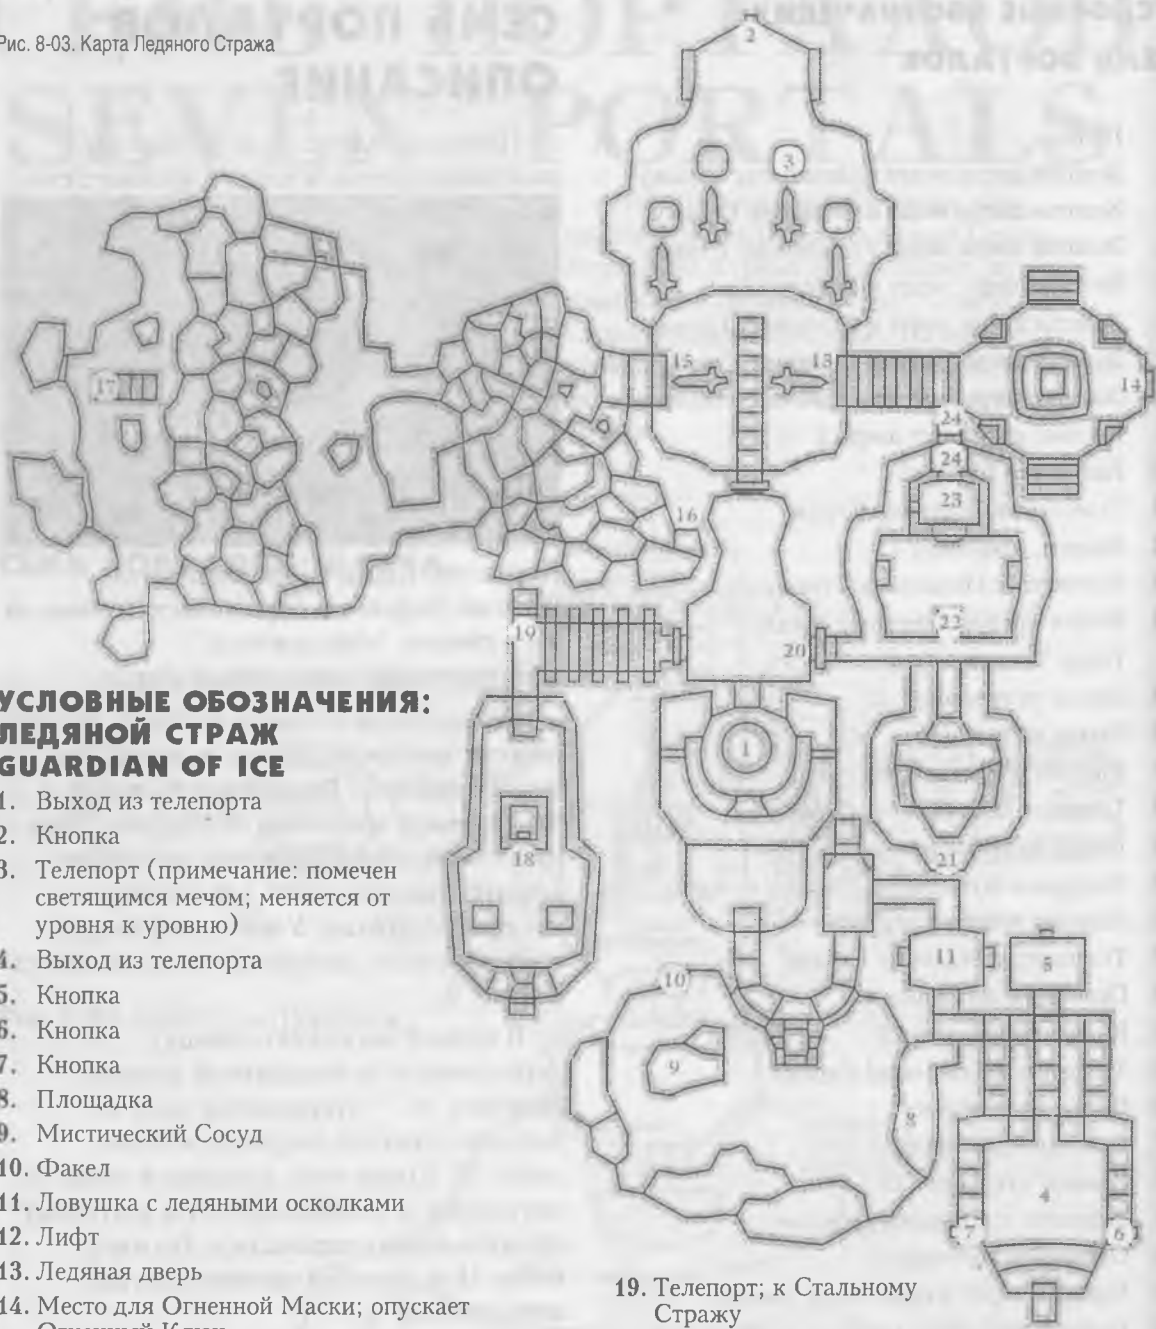 Рис. 8-03. Карта Ледяного Стража
2
3
15
13
14
17
24
24
23
16
22
19
20
1
18
21
11
5
10
9
8
4
7
6
УСЛОВНЫЕ ОБОЗНАЧЕНИЯ:
ЛЕДЯНОЙ СТРАЖ
GUARDIAN OF ICE
1. Выход из телепорта
2. Кнопка
3. Телепорт (примечание: помечен
светящимся мечом; меняется от
уровня к уровню)
4. Выход из телепорта
5. Кнопка
6. Кнопка
7. Кнопка
8. Площадка
9. Мистический Сосуд
10. Факел
11. Ловушка с ледяными осколками
12. Лифт
13. Ледяная дверь
14. Место для Огненной Маски; опускает
19. Телепорт; к Стальному
Стражу